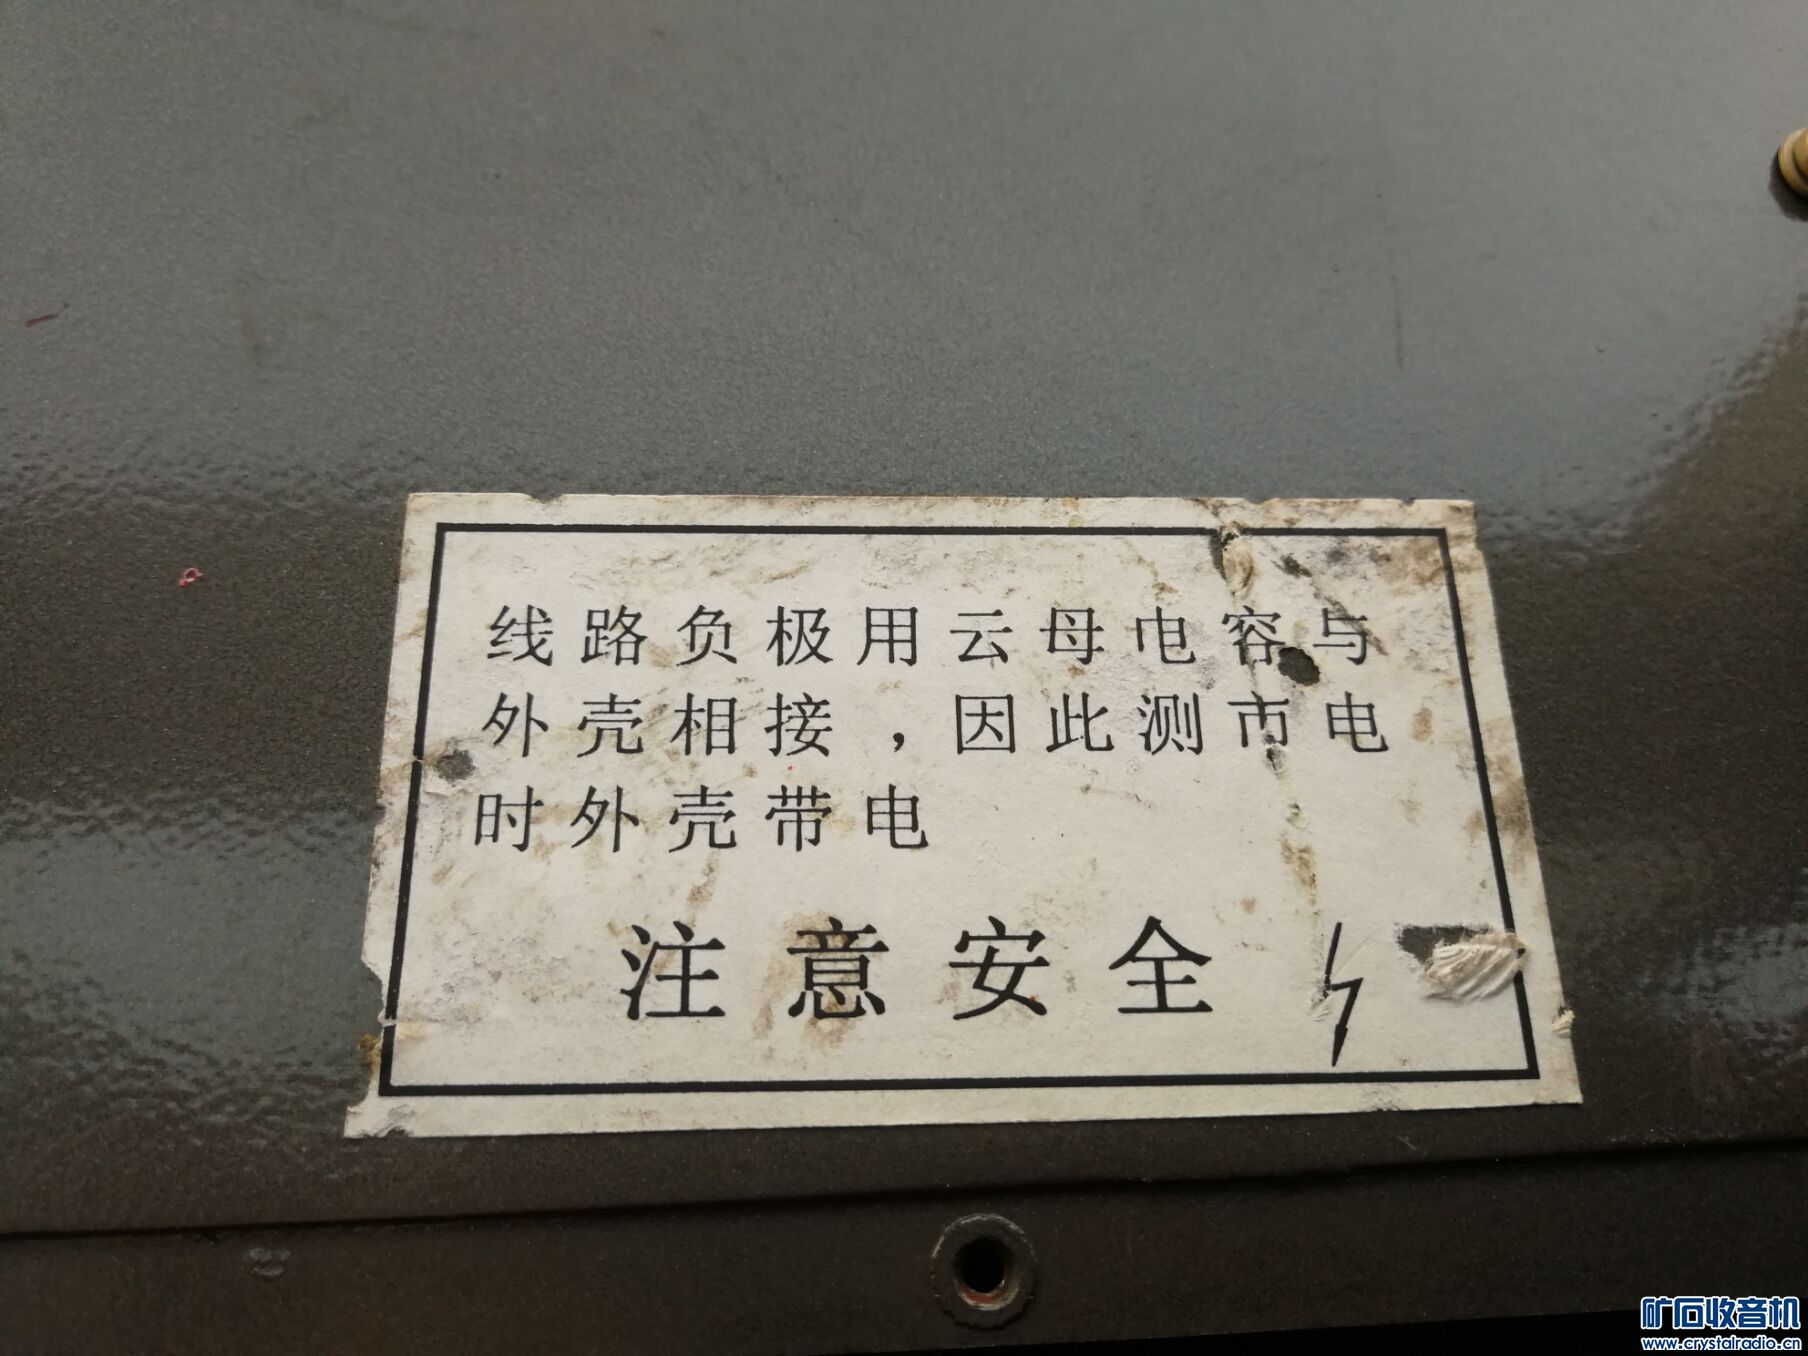 线路负极用云母电容与
外壳相接，因此测市电
时外壳带电
注意安全
矿石收音机
www.crystalradio.cn